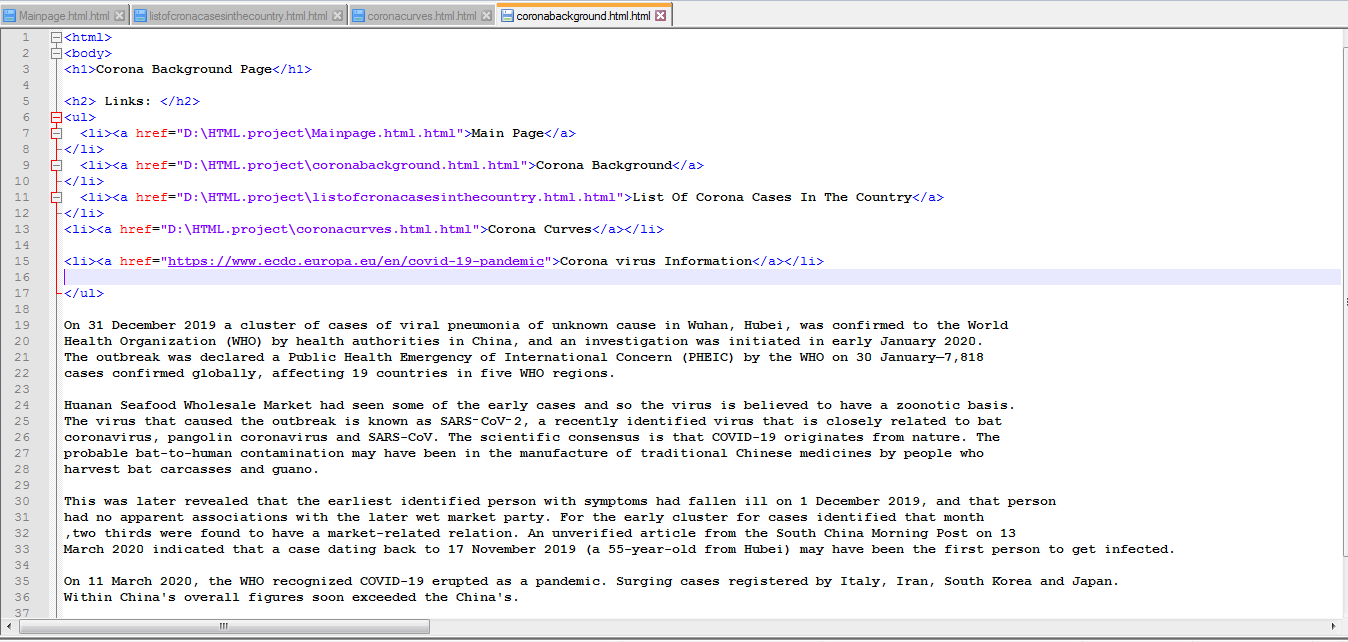 Mainpage.html.html listofcronacasesinthecountry.html.html coronacurves.html.html coronabackground.html.html
1 <html>
2 <body>
3 <h1>Corona Background Page</h1>
4
5 <h2> Links: </h2>
6 <ul>
7 <li><a href="D:\HTML.project\Mainpage.html.html">Main Page</a>
8 </li>
9 <li><a href="D:\HTML.project\coronabackground.html.html">Corona Background</a>
10 </li>
11 <li><a href="D:\HTML.project\listofcronacasesinthecountry.html.html">List Of Corona Cases In The Country</a>
12 </li>
13 <li><a href="D:\HTML.project\coronacurves.html.html">Corona Curves</a></li>
14
15 <li><a href="https://www.ecdc.europa.eu/en/covid-19-pandemic">Corona virus Information</a></li>
16
17 </ul>
18
19 On 31 December 2019 a cluster of cases of viral pneumonia of unknown cause in Wuhan, Hubei, was confirmed to the World
20 Health Organization (WHO) by health authorities in China, and an investigation was initiated in early January 2020.
21 The outbreak was declared a Public Health Emergency of International Concern (PHEIC) by the WHO on 30 January—7,818
22 cases confirmed globally, affecting 19 countries in five WHO regions.
23
24 Huanan Seafood Wholesale Market had seen some of the early cases and so the virus is believed to have a zoonotic basis.
25 The virus that caused the outbreak is known as SARS-CoV-2, a recently identified virus that is closely related to bat
26 coronavirus, pangolin coronavirus and SARS-CoV. The scientific consensus is that COVID-19 originates from nature. The
27 probable bat-to-human contamination may have been in the manufacture of traditional Chinese medicines by people who
28 harvest bat carcasses and guano.
29
30 This was later revealed that the earliest identified person with symptoms had fallen ill on 1 December 2019, and that person
31 had no apparent associations with the later wet market party. For the early cluster for cases identified that month
32 ,two thirds were found to have a market-related relation. An unverified article from the South China Morning Post on 13
33 March 2020 indicated that a case dating back to 17 November 2019 (a 55-year-old from Hubei) may have been the first person to get infected.
34
35 On 11 March 2020, the WHO recognized COVID-19 erupted as a pandemic. Surging cases registered by Italy, Iran, South Korea and Japan.
36 Within China's overall figures soon exceeded the China's.
37